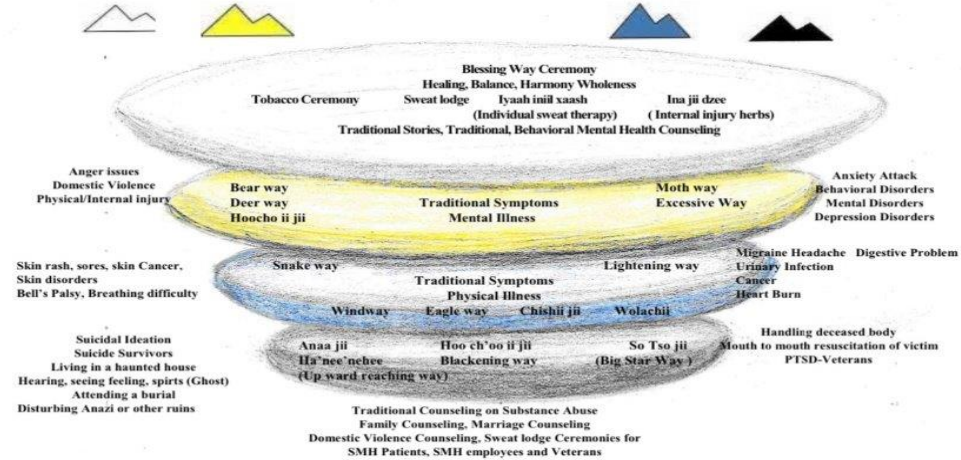 Blessing Way Ceremony
Healing, Balance, Harmony Wholeness
Tobacco Ceremony Sweat lodge Iyaah iniil xaash Ina jii dzee
(Individual sweat therapy) ( Internal injury herbs)
Traditional Stories, Traditional, Behavioral Mental Health Counseling
Anger issues
Domestic Violence
Physical/Internal injury
Bear way
Deer way
Hoocho ii jii
Traditional Symptoms
Mental Illness
Moth way
Excessive Way
Anxiety Attack
Behavioral Disorders
Mental Disorders
Depression Disorders
Skin rash, sores, skin Cancer,
Skin disorders
Bell's Palsy, Breathing difficulty
Snake way
Traditional Symptoms
Physical Illness
Lightening way
Windway Eagle way Chishii jii Wolachii
Migraine Headache Digestive Problem
Urinary Infection
Cancer
Heart Burn
Suicidal Ideation
Suicide Survivors
Living in a haunted house
Hearing, seeing feeling, spirts (Ghost)
Attending a burial
Disturbing Anazi or other ruins
Anaa jii
Ha'nee'nehee
(Up ward reaching way)
Hoo ch'oo ii jii
Blackening way
So Tso jii
(Big Star Way )
Handling deceased body
Mouth to mouth resuscitation of victim
PTSD-Veterans
Traditional Counseling on Substance Abuse
Family Counseling, Marriage Counseling
Domestic Violence Counseling, Sweat lodge Ceremonies for
SMH Patients, SMH employees and Veterans